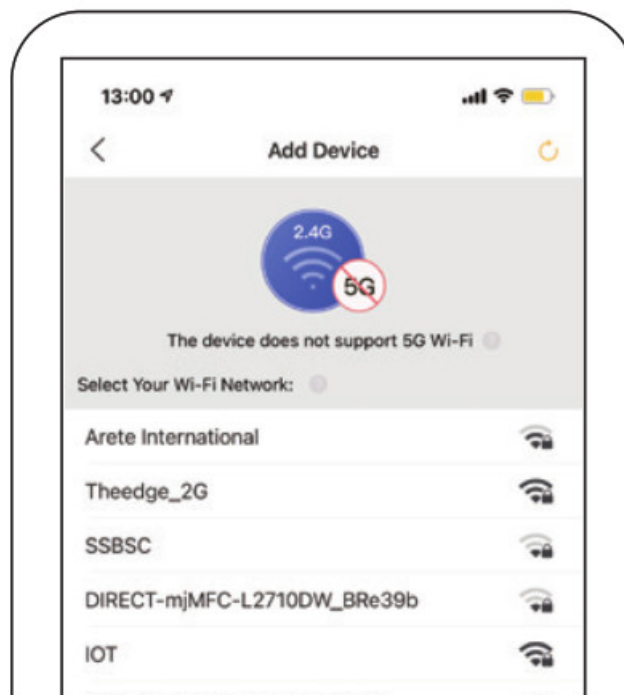 13:00
Add Device
2.4G
5G
The device does not support 5G Wi-Fi ?
Select Your Wi-Fi Network: ?
Arete International
Theedge_2G
SSBSC
DIRECT-mjMFC-L2710DW_BRe39b
IOT